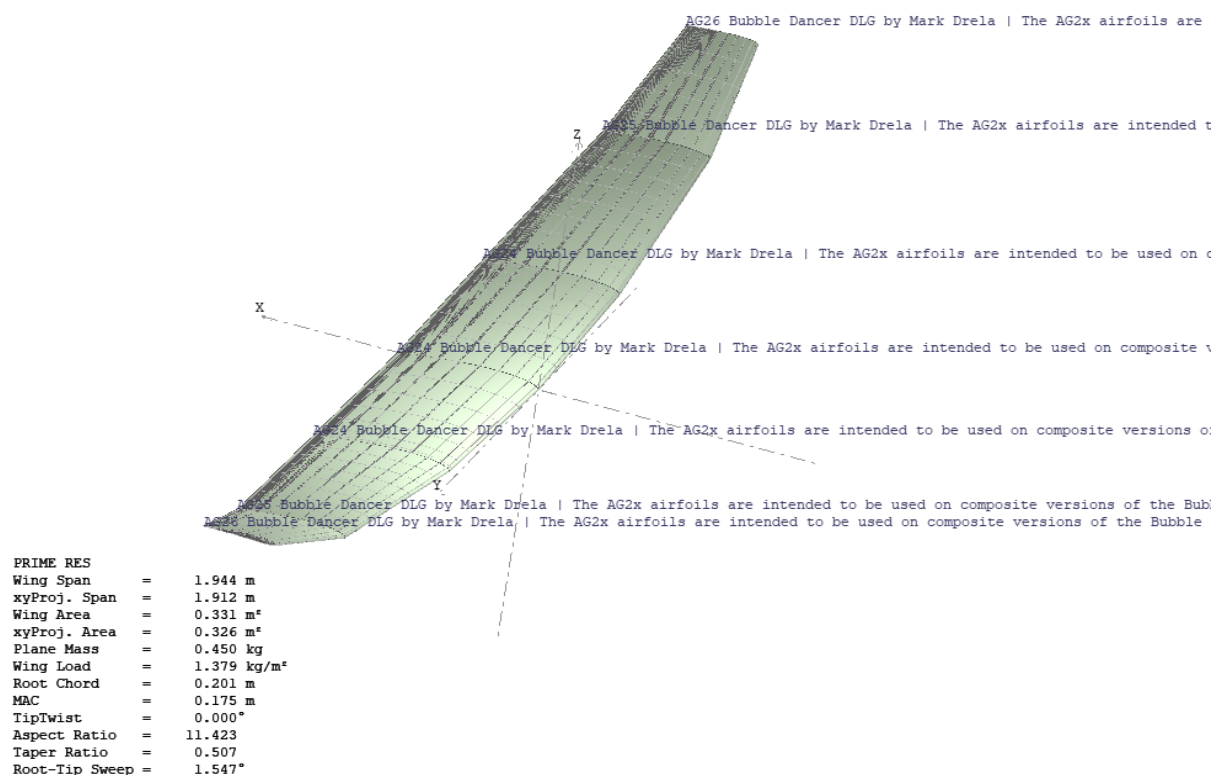 AG26 Bubble Dancer DLG by Mark Drela | The AG2x airfoils are
AG25 Bubble Dancer DLG by Mark Drela | The AG2x airfoils are intended t
Z
AG24 Bubble Dancer DLG by Mark Drela | The AG2x airfoils are intended to be used on c
X
AG24 Bubble Dancer DLG by Mark Drela | The AG2x airfoils are intended to be used on composite v
AG24 Bubble Dancer DLG by Mark Drela | The AG2x airfoils are intended to be used on composite versions o
Y
AG25 Bubble Dancer DLG by Mark Drela | The AG2x airfoils are intended to be used on composite versions of the Bub
AG26 Bubble Dancer DLG by Mark Drela | The AG2x airfoils are intended to be used on composite versions of the Bubble
PRIME RES
Wing Span = 1.944 m
xyProj. Span = 1.912 m
Wing Area = 0.331 m²
xyProj. Area = 0.326 m²
Plane Mass = 0.450 kg
Wing Load = 1.379 kg/m²
Root Chord = 0.201 m
MAC = 0.175 m
TipTwist = 0.000°
Aspect Ratio = 11.423
Taper Ratio = 0.507
Root-Tip Sweep = 1.547°